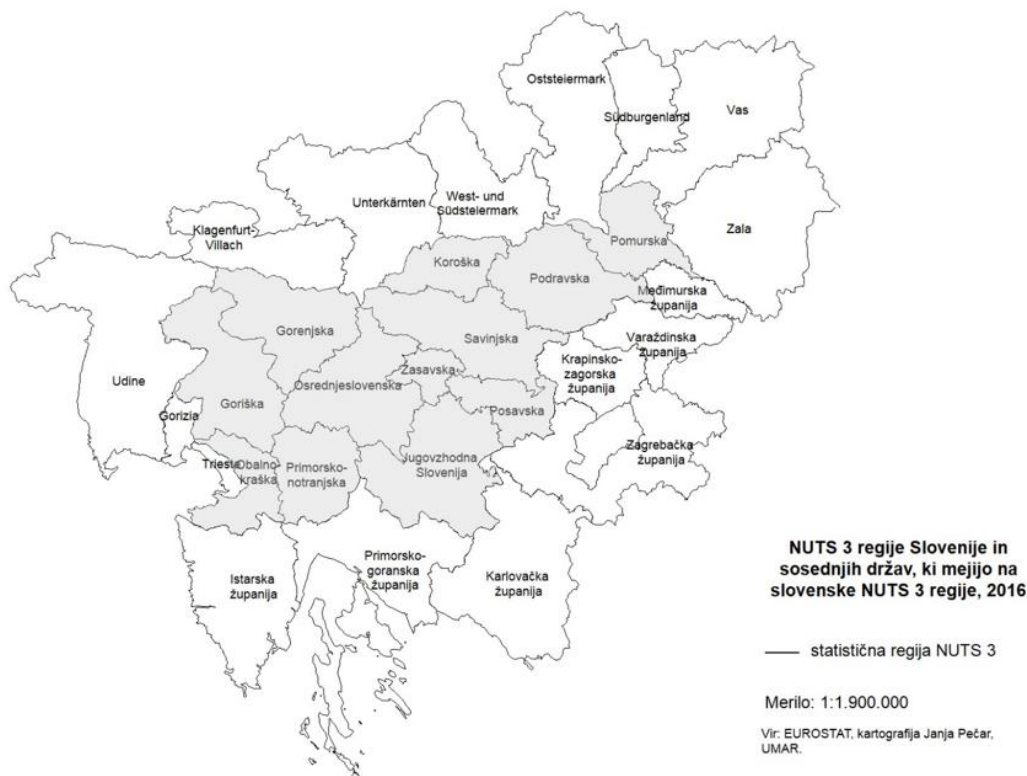 Oststeiermark
Südburgenland
Vas
Unterkärnten
West- und
Südsteiermark
Klagenfurt-
Villach
Zala
Pomurska
Koroška
Podravska
Međimurska
županija
Gorenjska
Savinjska
Varaždinska
županija
Krapinsko-
zagorska
županija
Zasavska
Osrednjeslovenska
Udine
Goriška
Gorizia
Posavska
Zagrebačka
županija
Jugovzhodna
Slovenija
Trieste
Obalno-
kraška
Primorsko-
notranjska
Primorsko-
goranska
županija
Istarska
županija
Karlovačka
županija
NUTS 3 regije Slovenije in
sosednjih držav, ki mejijo na
slovenske NUTS 3 regije, 2016
statistična regija NUTS 3
Merilo: 1:1.900.000
Vir: EUROSTAT, kartografija Janja Pečar,
UMAR.